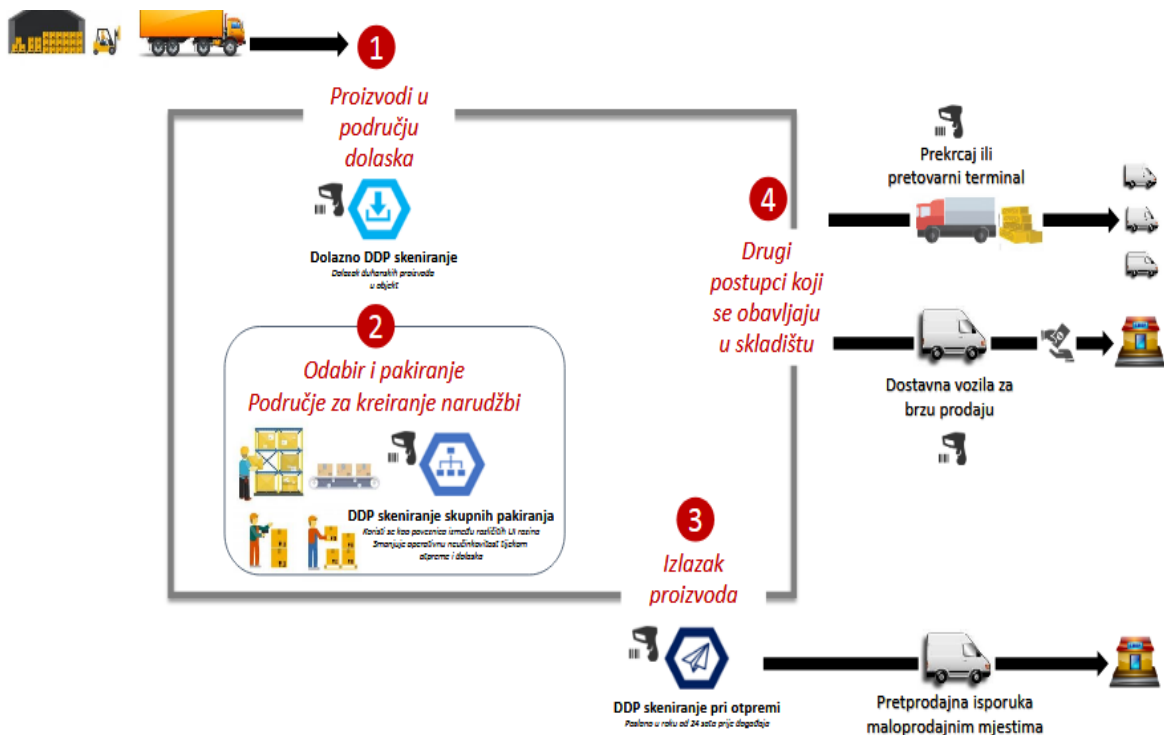 1
Proizvodi u
području
dolaska
Dolazno DDP skeniranje
Dolazak duhanskih proizvoda
u objekt
2
Odabir i pakiranje
Područje za kreiranje narudžbi
DDP skeniranje skupnih pakiranja
Koristi se kao poveznica između različitih UI razina
Smanjuje operativnu neučinkovitost tijekom
otpreme i dolaska
3
Izlazak
proizvoda
DDP skeniranje pri otpremi
Poslano u roku od 24 sata prije događaja
Pretprodajna isporuka
maloprodajnim mjestima
4
Drugi
postupci koji
se obavljaju
u skladištu
Prekrcaj ili
pretovarni terminal
Dostavna vozila za
brzu prodaju